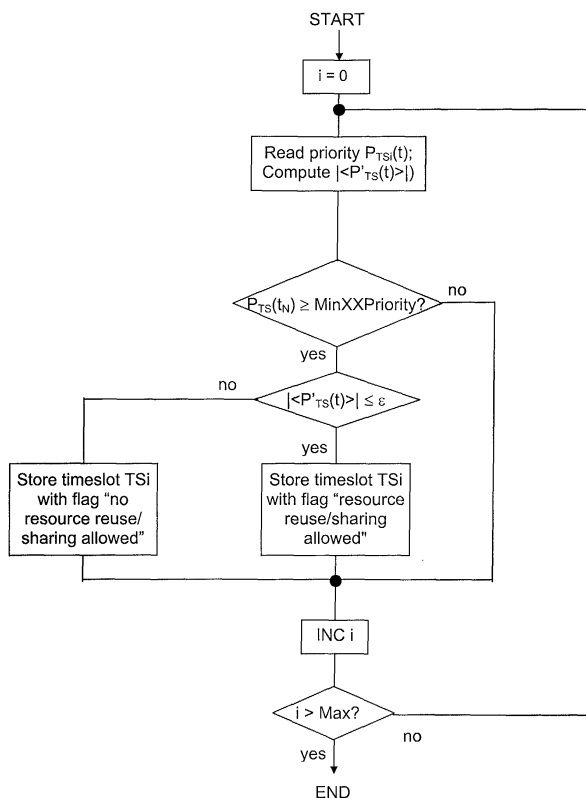 START
i = 0
Read priority P_TSi(t);
Compute |<P'_TS(t)>|)
P_TS(t_N) ≥ MinXXPriority?
no
yes
|<P'_TS(t)>| ≤ ε
no
yes
Store timeslot TSi
with flag “no
resource reuse/
sharing allowed”
Store timeslot TSi
with flag “resource
reuse/sharing
allowed"
INC i
i > Max?
no
yes
END